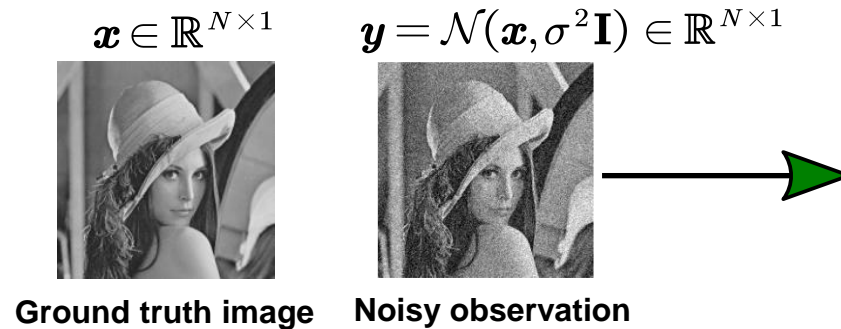 𝒙 ∈ ℝ^{N×1}
𝒚 = 𝒩(𝒙, σ²𝐈) ∈ ℝ^{N×1}
Ground truth image
Noisy observation